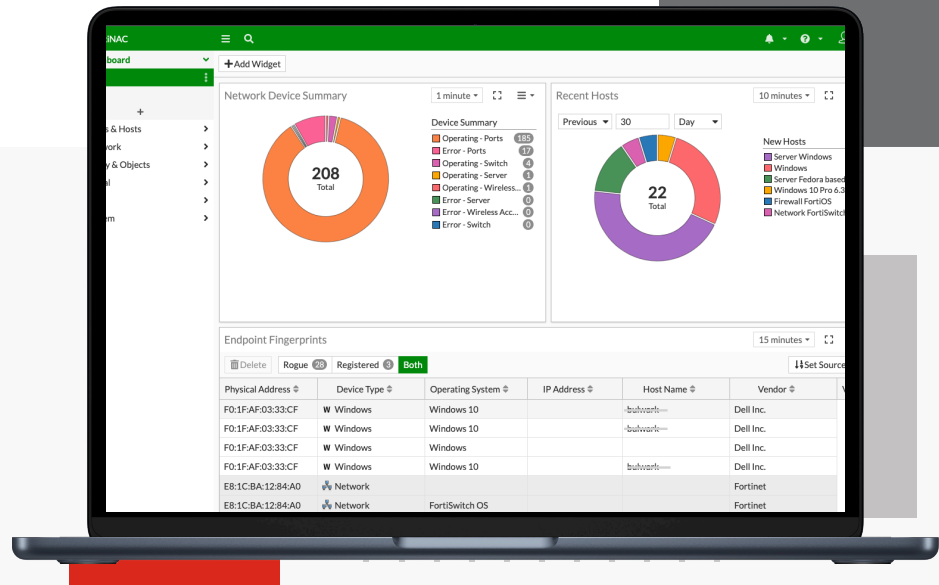 iNAC
board
+Add Widget
+
s & Hosts
vork
y & Objects
al
em
Network Device Summary
1 minute
Device Summary
Operating - Ports 185
Error - Ports 17
Operating - Switch 4
Operating - Server 1
Operating - Wireless... 1
Error - Server 0
Error - Wireless Acc... 0
Error - Switch 0
208
Total
Recent Hosts
10 minutes
Previous 30 Day
New Hosts
Server Windows
Windows
Server Fedora based
Windows 10 Pro 6.3
Firewall FortiOS
Network FortiSwitch
22
Total
Endpoint Fingerprints
15 minutes
Delete Rogue 28 Registered 3 Both Set Source
Physical Address Device Type Operating System IP Address Host Name Vendor
F0:1F:AF:03:33:CF W Windows Windows 10 bulwark Dell Inc.
F0:1F:AF:03:33:CF W Windows Windows 10 bulwark Dell Inc.
F0:1F:AF:03:33:CF W Windows Windows Dell Inc.
F0:1F:AF:03:33:CF W Windows Windows 10 bulwark Dell Inc.
E8:1C:BA:12:84:A0 Network Fortinet
E8:1C:BA:12:84:A0 Network FortiSwitch OS Fortinet